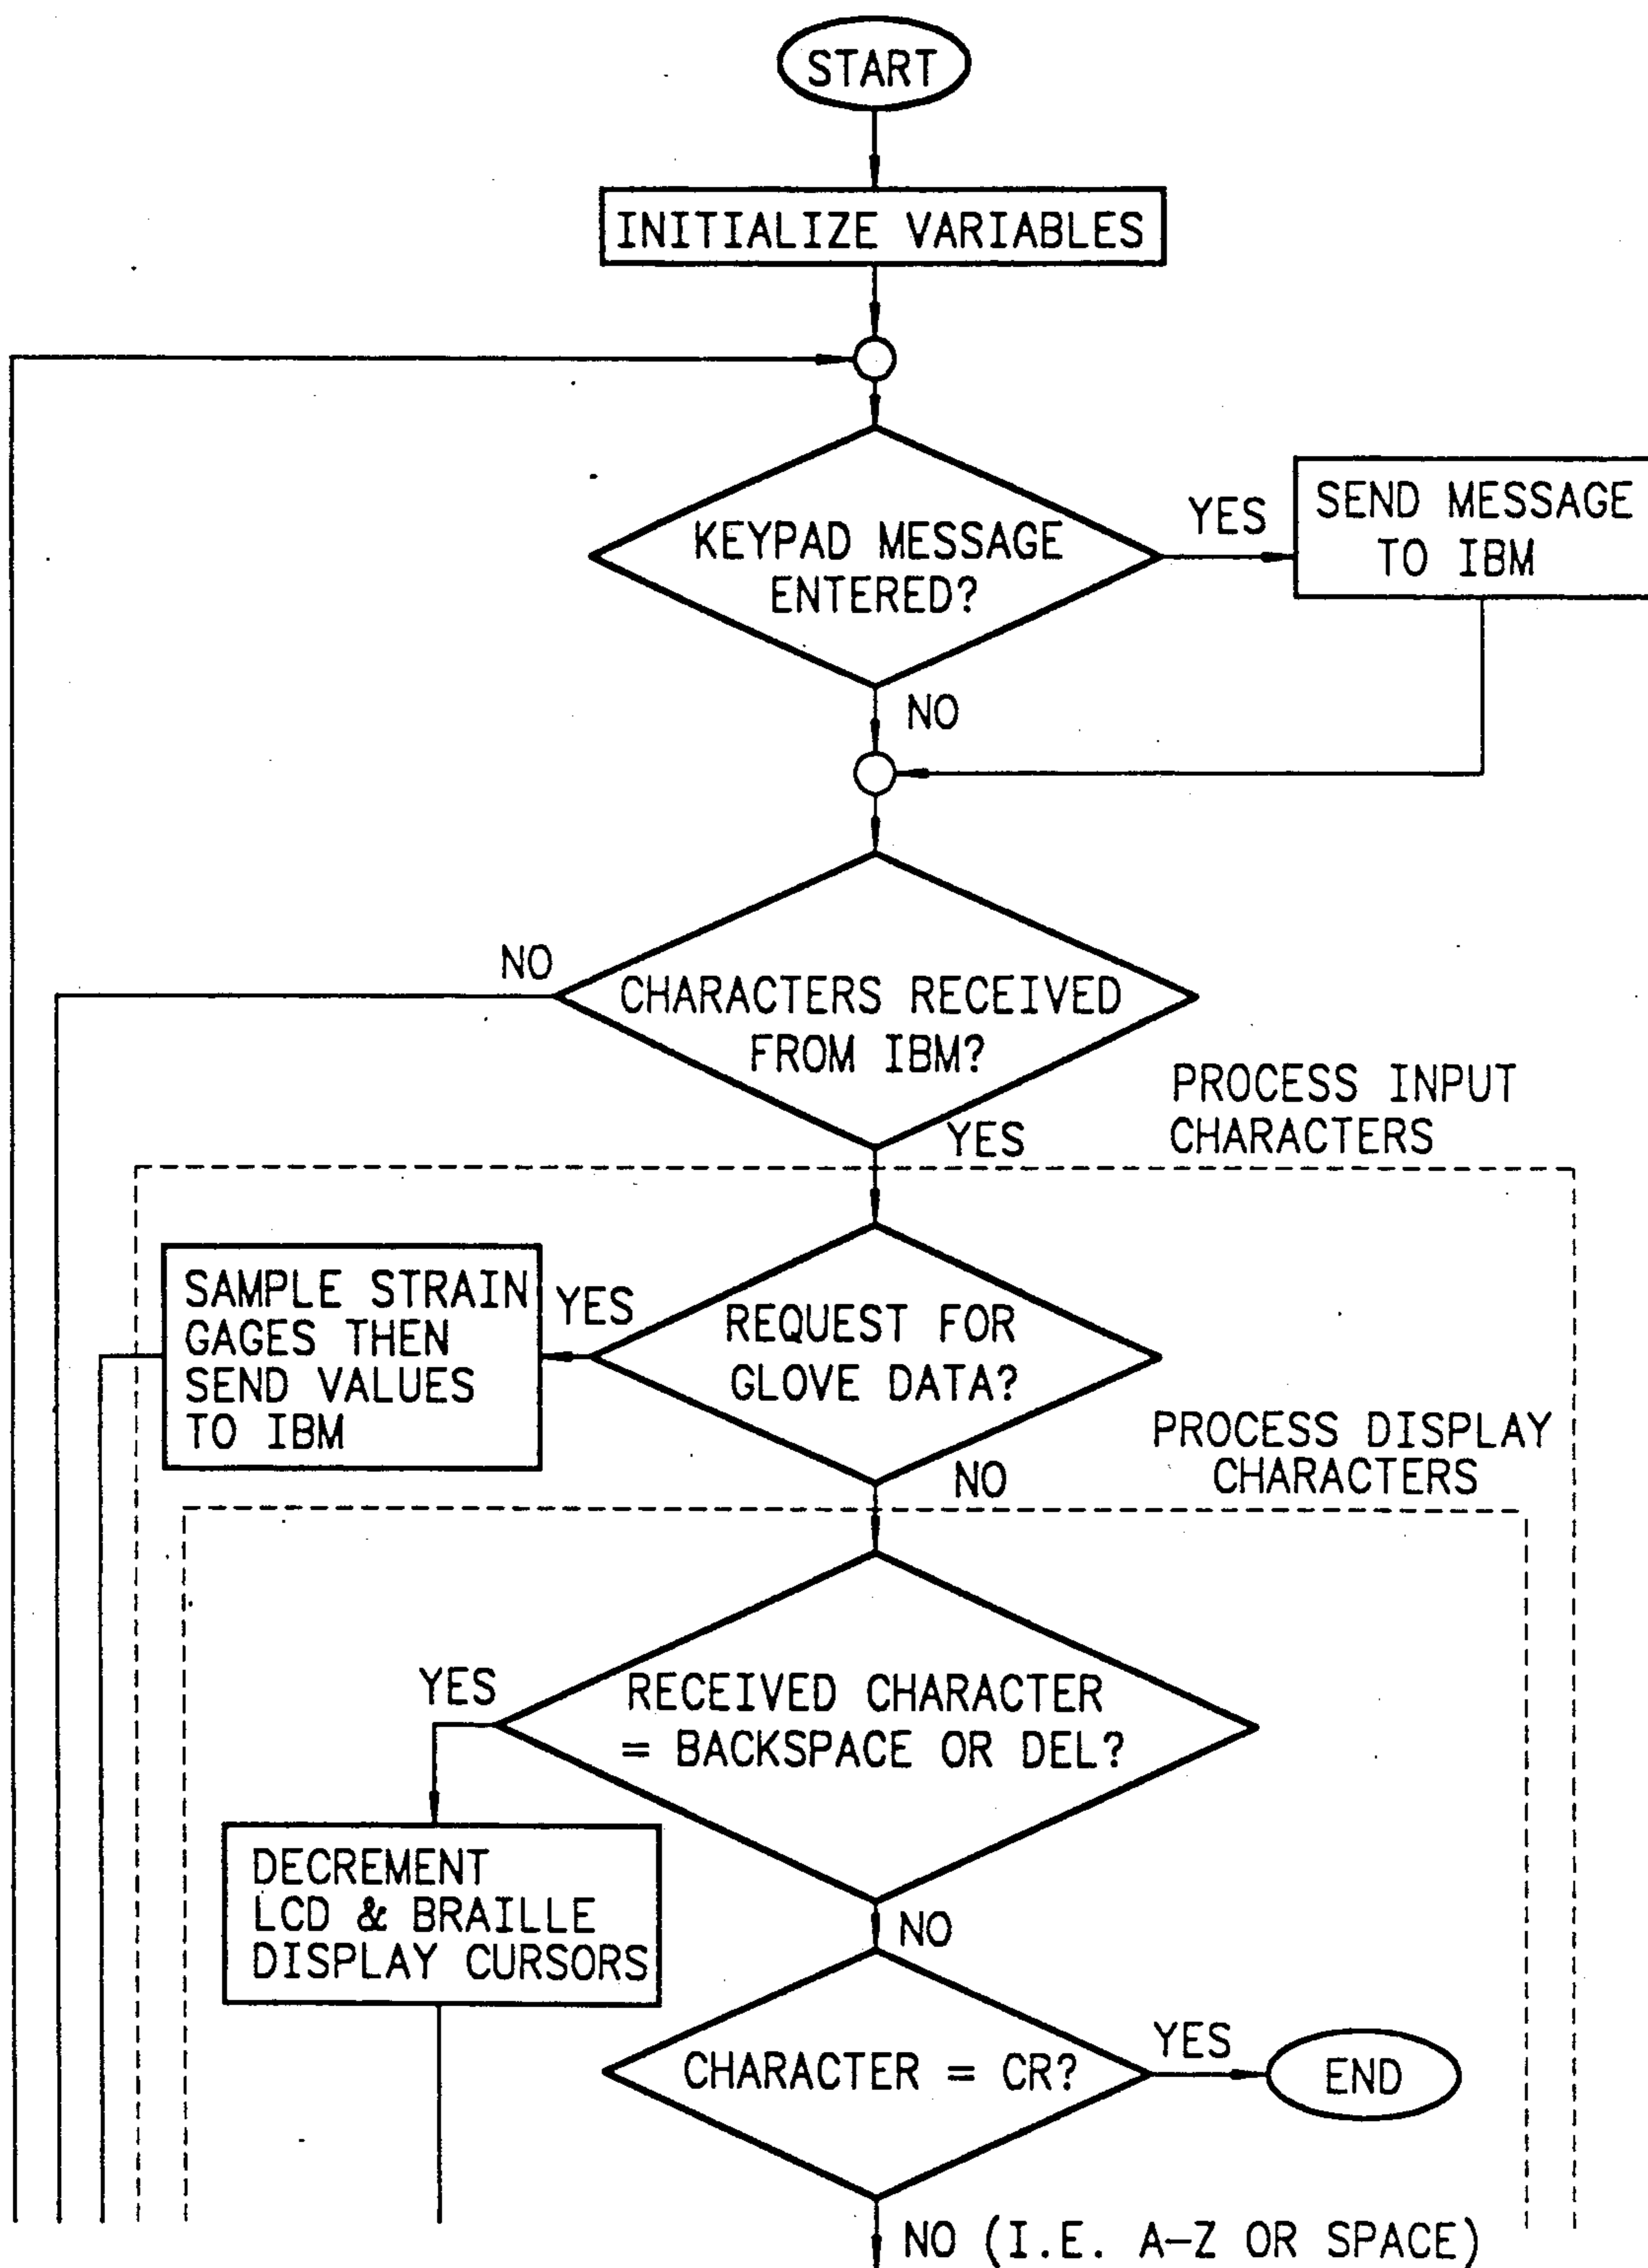 START
INITIALIZE VARIABLES
KEYPAD MESSAGE
ENTERED?
YES
SEND MESSAGE
TO IBM
NO
NO
CHARACTERS RECEIVED
FROM IBM?
YES
PROCESS INPUT
CHARACTERS
SAMPLE STRAIN
GAGES THEN
SEND VALUES
TO IBM
YES
REQUEST FOR
GLOVE DATA?
NO
PROCESS DISPLAY
CHARACTERS
YES
RECEIVED CHARACTER
= BACKSPACE OR DEL?
DECREMENT
LCD & BRAILLE
DISPLAY CURSORS
NO
CHARACTER = CR?
YES
END
NO (I.E. A-Z OR SPACE)